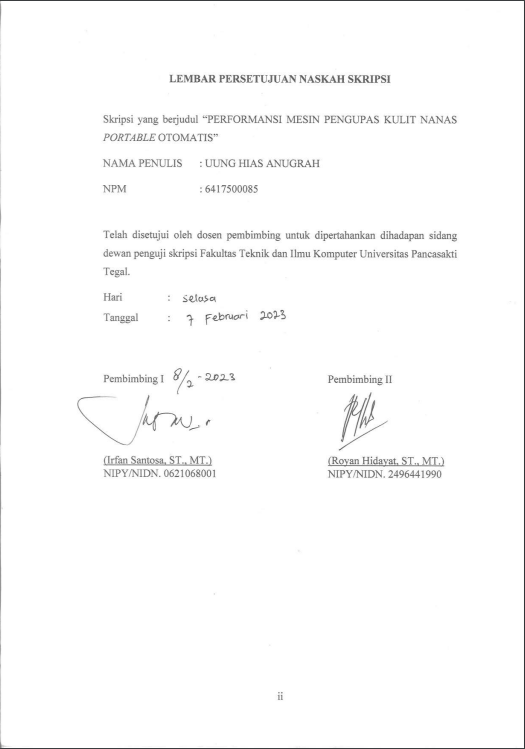 LEMBAR PERSETUJUAN NASKAH SKRIPSI
Skripsi yang berjudul “PERFORMANSI MESIN PENGUPAS KULIT NANAS
PORTABLE OTOMATIS”
NAMA PENULIS : UUNG HIAS ANUGRAH
NPM : 6417500085
Telah disetujui oleh dosen pembimbing untuk dipertahankan dihadapan sidang
dewan penguji skripsi Fakultas Teknik dan Ilmu Komputer Universitas Pancasakti
Tegal.
Hari : selasa
Tanggal : 7 Februari 2023
Pembimbing I 8/2 - 2023
Pembimbing II
(Irfan Santosa, ST., MT.)
NIPY/NIDN. 0621068001
(Royan Hidayat, ST., MT.)
NIPY/NIDN. 2496441990
ii